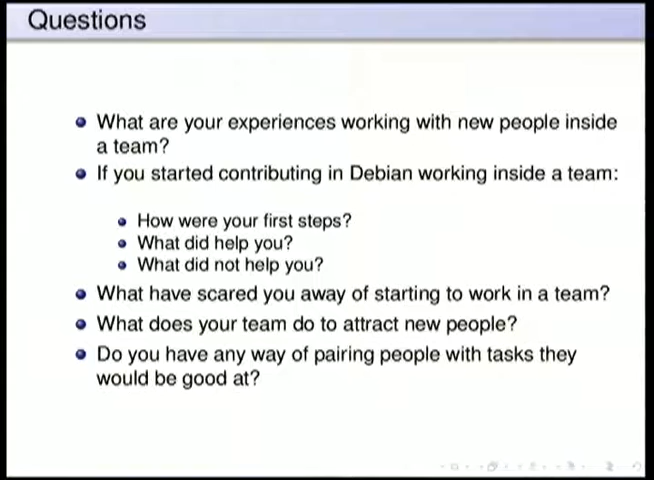 Questions
What are your experiences working with new people inside
a team?
If you started contributing in Debian working inside a team:
How were your first steps?
What did help you?
What did not help you?
What have scared you away of starting to work in a team?
What does your team do to attract new people?
Do you have any way of pairing people with tasks they
would be good at?